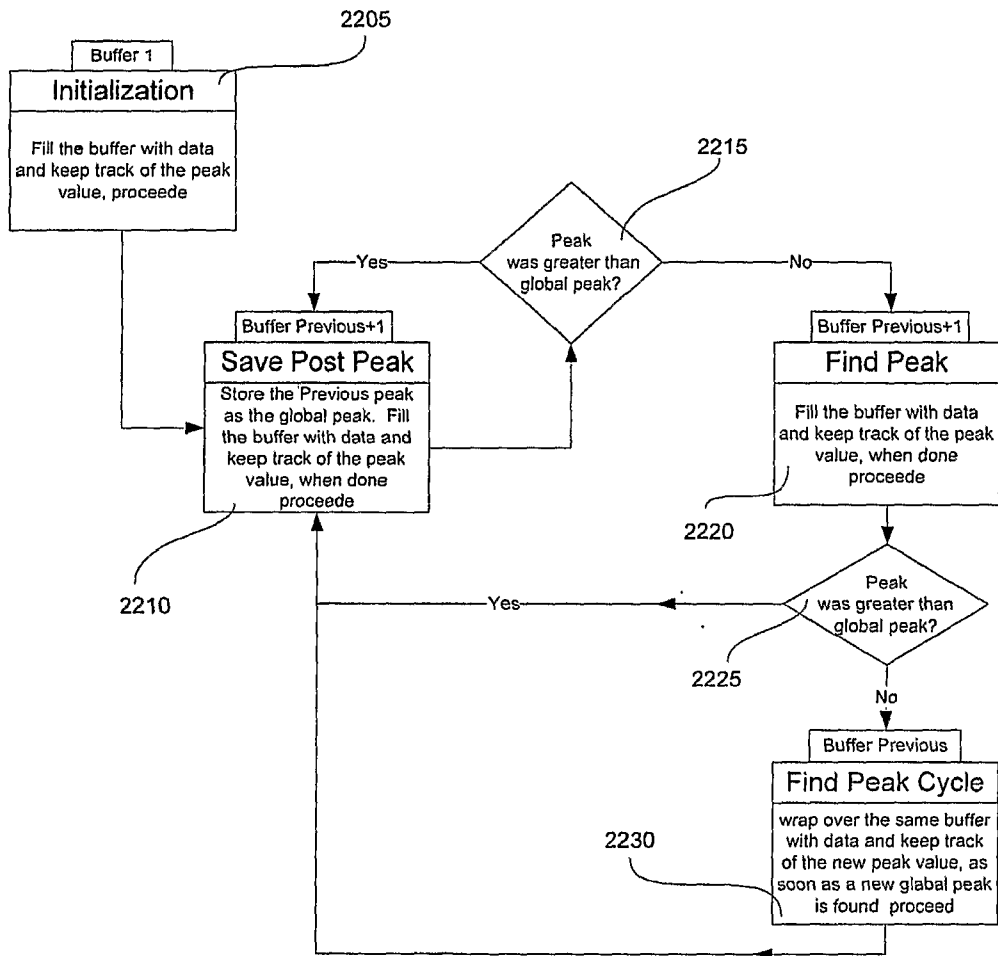 2205
Buffer 1
Initialization
Fill the buffer with data
and keep track of the peak
value, proceede
2215
Peak
was greater than
global peak?
Yes
No
Buffer Previous+1
Save Post Peak
Store the Previous peak
as the global peak. Fill
the buffer with data and
keep track of the peak
value, when done
proceede
2210
Buffer Previous+1
Find Peak
Fill the buffer with data
and keep track of the peak
value, when done
proceede
2220
Peak
was greater than
global peak?
Yes
2225
No
Buffer Previous
Find Peak Cycle
wrap over the same buffer
with data and keep track
of the new peak value, as
soon as a new glabal peak
is found proceed
2230